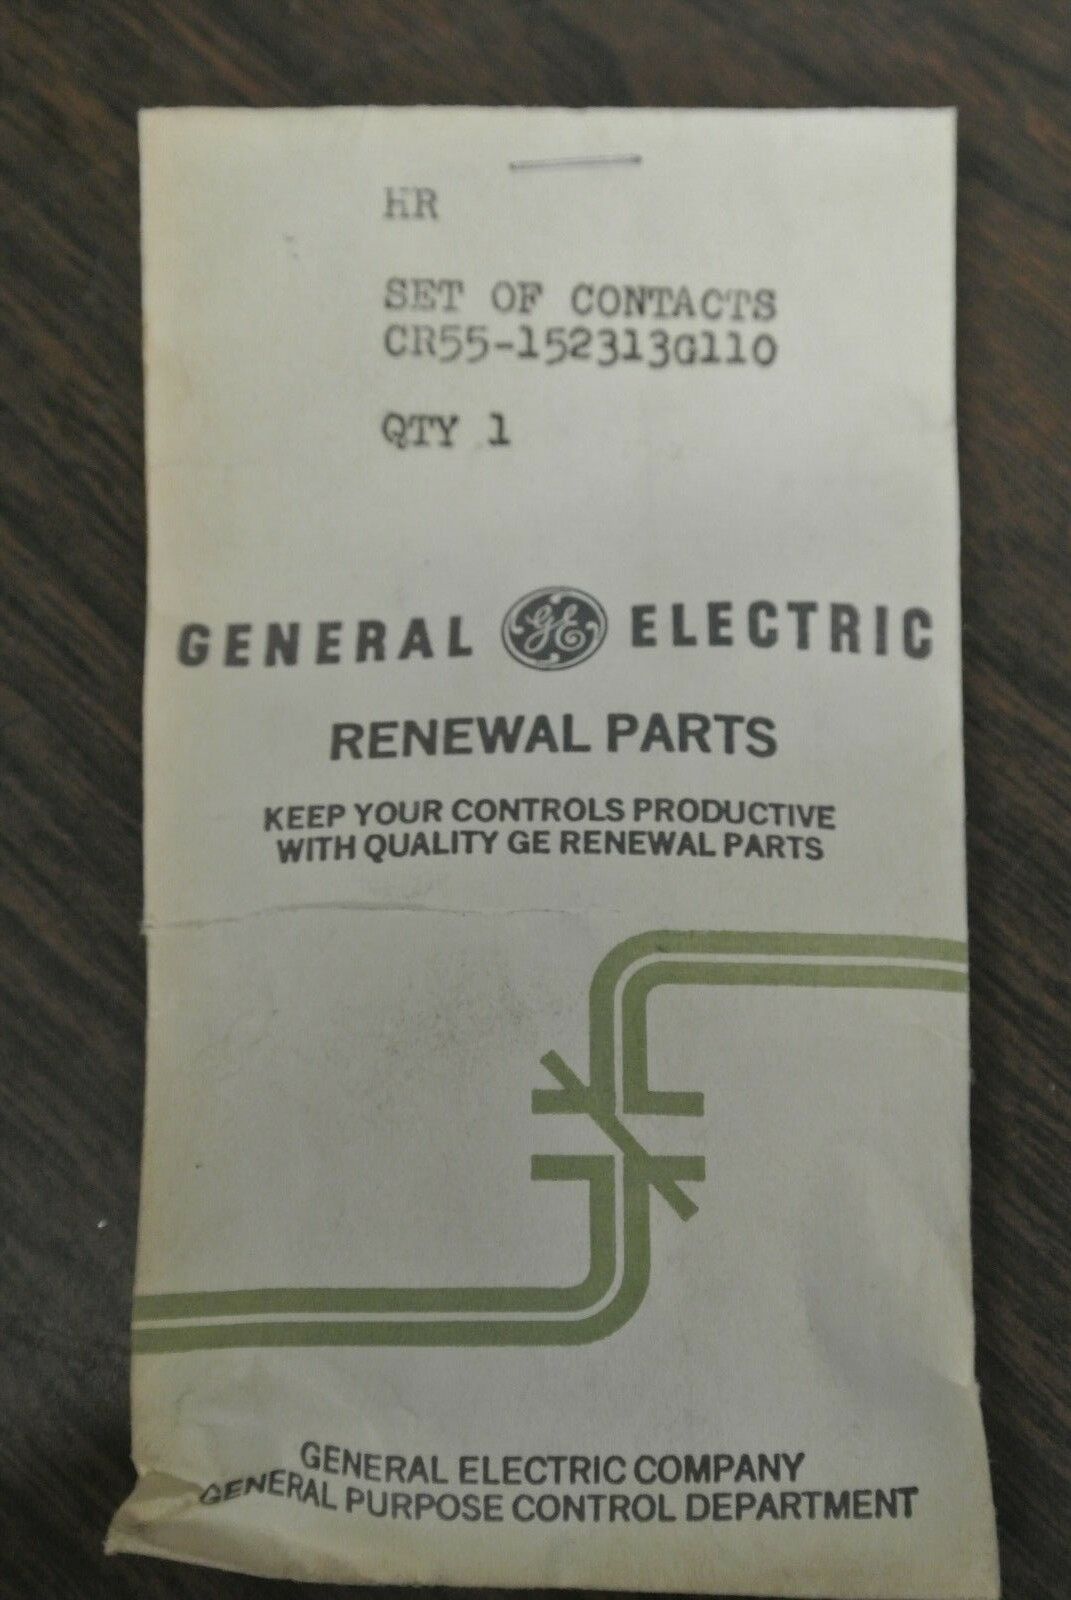 HR
SET OF CONTACTS
CR55-152313G110
QTY 1
GENERAL GE ELECTRIC
RENEWAL PARTS
KEEP YOUR CONTROLS PRODUCTIVE
WITH QUALITY GE RENEWAL PARTS
GENERAL ELECTRIC COMPANY
GENERAL PURPOSE CONTROL DEPARTMENT